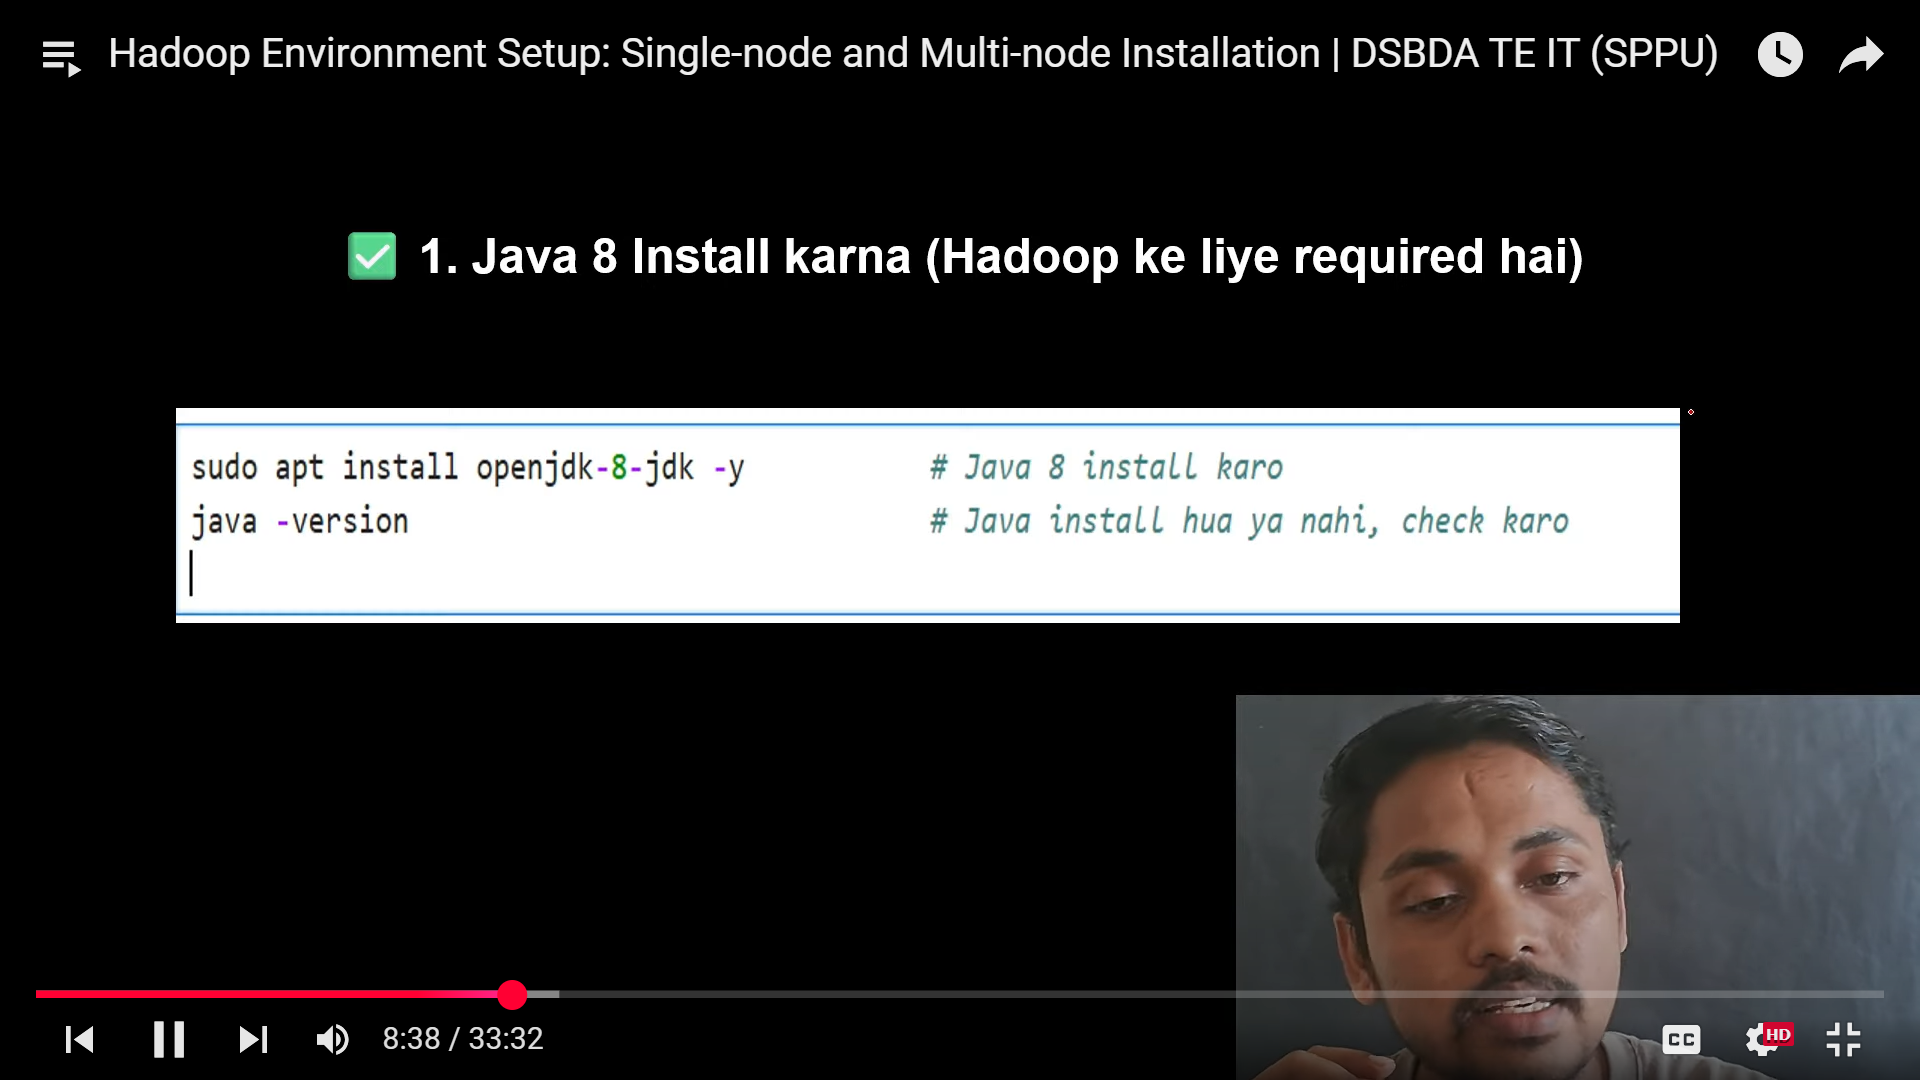 Hadoop Environment Setup: Single-node and Multi-node Installation | DSBDA TE IT (SPPU)
✅ 1. Java 8 Install karna (Hadoop ke liye required hai)
sudo apt install openjdk-8-jdk -y # Java 8 install karo
java -version # Java install hua ya nahi, check karo
8:38 / 33:32
CC
HD